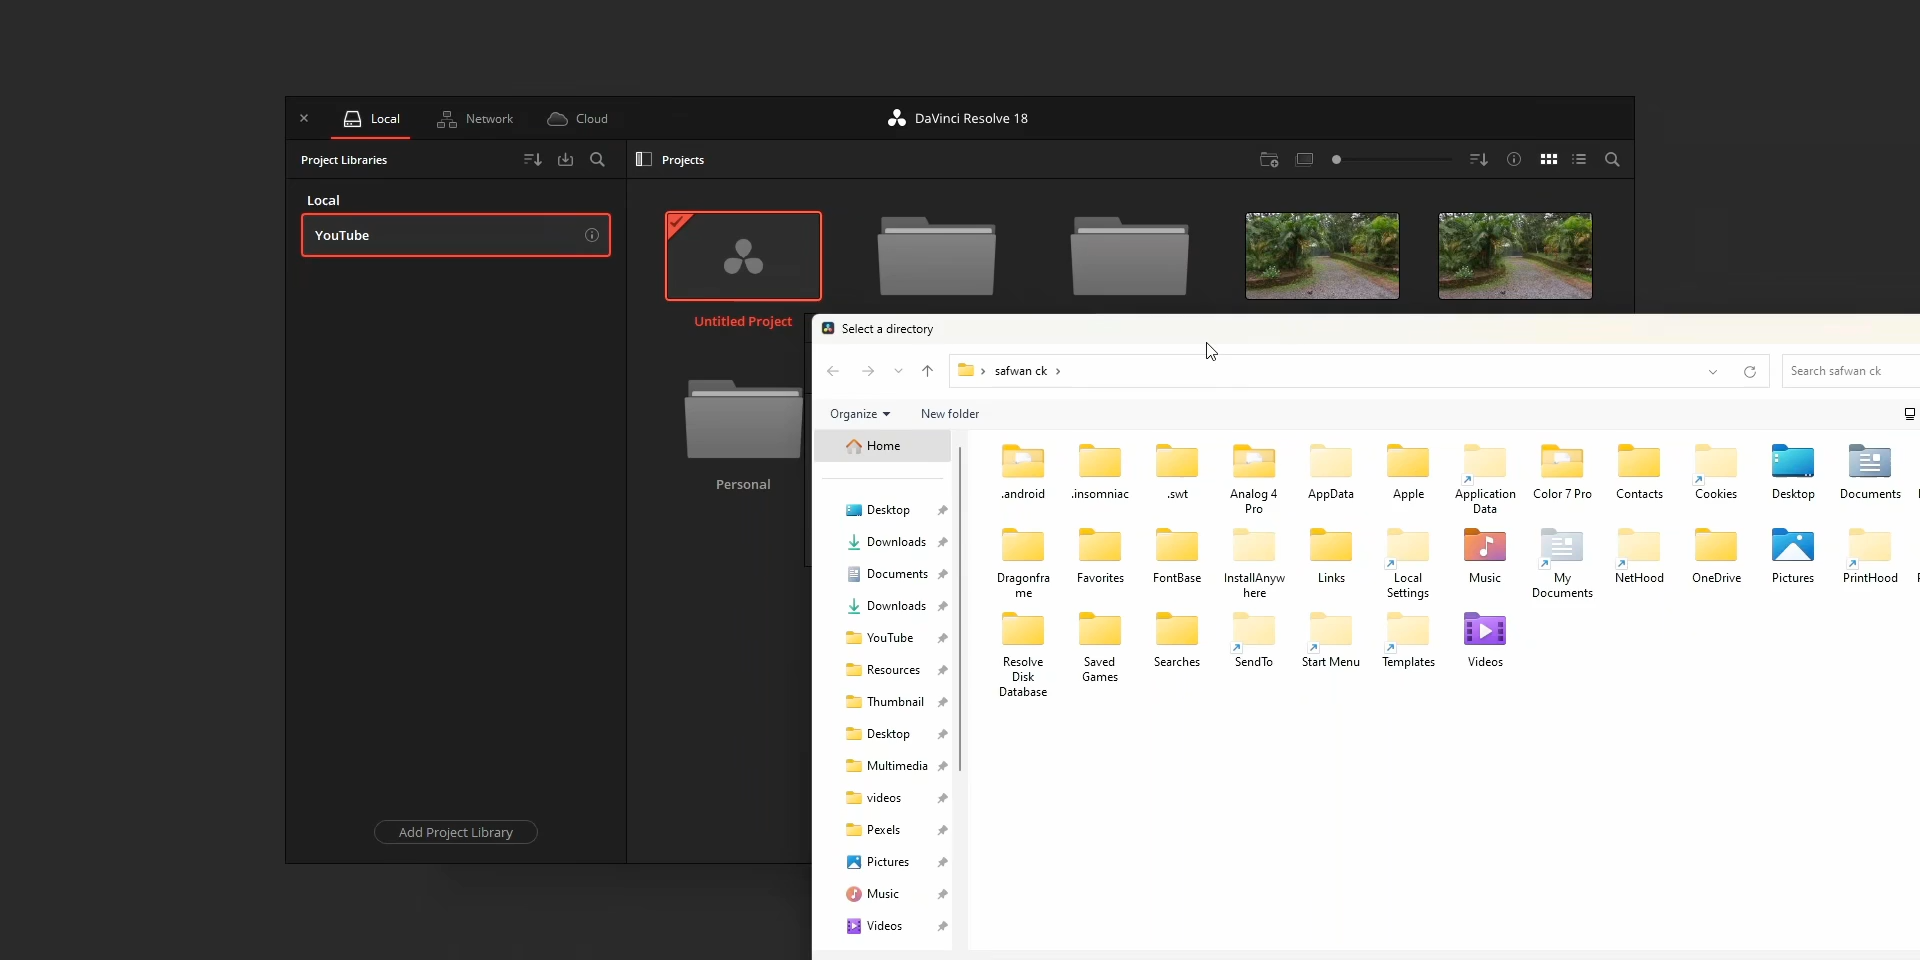 Local
Network
Cloud
DaVinci Resolve 18
Project Libraries
Projects
Local
YouTube
Untitled Project
Personal
Add Project Library
Select a directory
safwan ck
Search safwan ck
Organize
New folder
Home
Desktop
Downloads
Documents
Downloads
YouTube
Resources
Thumbnail
Desktop
Multimedia
videos
Pexels
Pictures
Music
Videos
.android
.insomniac
.swt
Analog 4
Pro
AppData
Apple
Application
Data
Color 7 Pro
Contacts
Cookies
Desktop
Documents
Dragonfra
me
Favorites
FontBase
InstallAnyw
here
Links
Local
Settings
Music
My
Documents
NetHood
OneDrive
Pictures
PrintHood
Resolve
Disk
Database
Saved
Games
Searches
SendTo
Start Menu
Templates
Videos